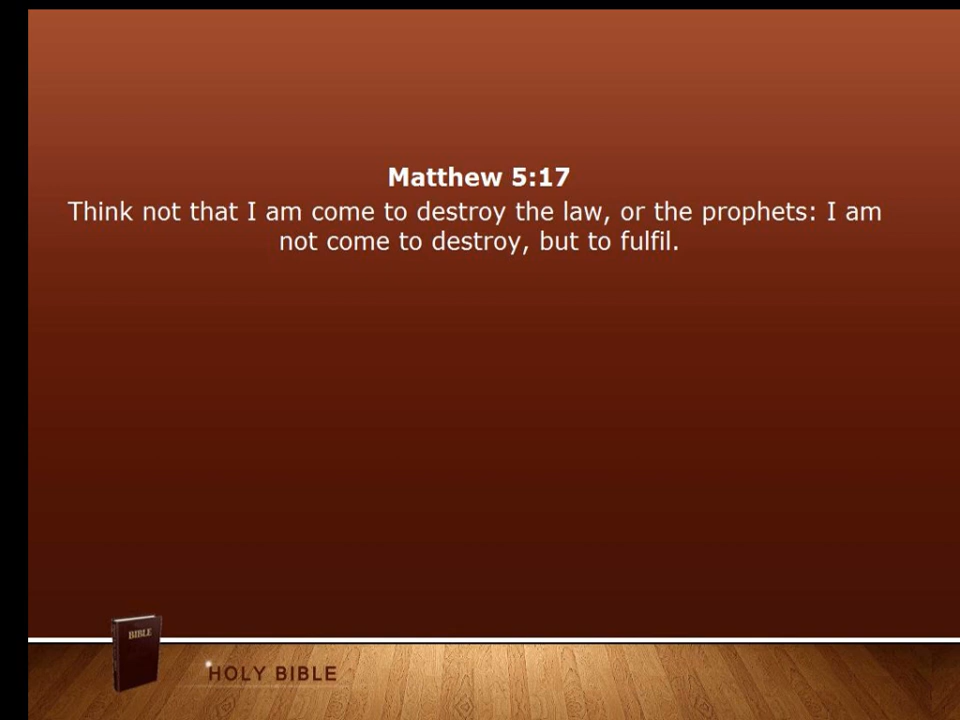 Matthew 5:17
Think not that I am come to destroy the law, or the prophets: I am
not come to destroy, but to fulfil.
BIBLE
HOLY BIBLE